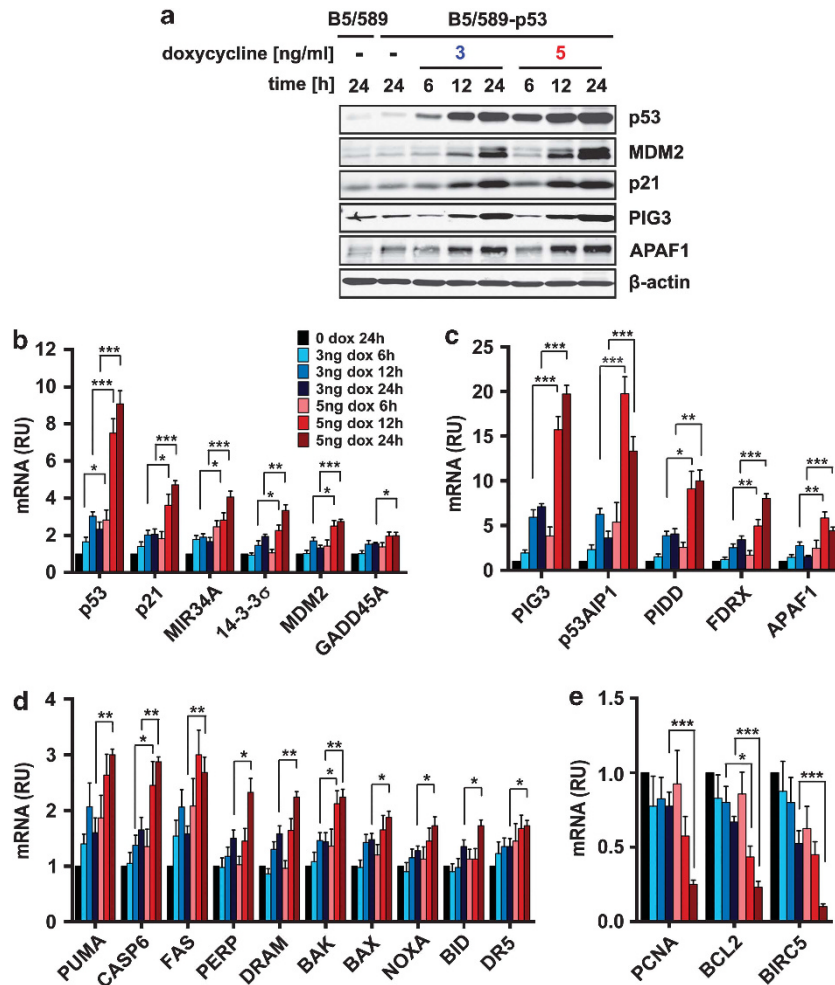 a
B5/589 B5/589-p53
doxycycline [ng/ml] - - 3 5
time [h] 24 24 6 12 24 6 12 24
p53
MDM2
p21
PIG3
APAF1
β-actin
b
mRNA (RU)
12
10
8
6
4
2
0
*
***
***
*
***
*
***
*
**
*
***
*
0 dox 24h
3ng dox 6h
3ng dox 12h
3ng dox 24h
5ng dox 6h
5ng dox 12h
5ng dox 24h
p53 p21 MIR34A 14-3-3σ MDM2 GADD45A
c
mRNA (RU)
25
20
15
10
5
0
***
***
***
***
*
**
**
***
**
***
PIG3 p53AIP1 PIDD FDRX APAF1
d
mRNA (RU)
4
3
2
1
0
**
*
**
**
*
**
*
**
*
*
*
*
PUMA CASP6 FAS PERP DRAM BAK BAX NOXA BID DR5
e
mRNA (RU)
1.5
1.0
0.5
0.0
***
*
***
***
PCNA BCL2 BIRC5